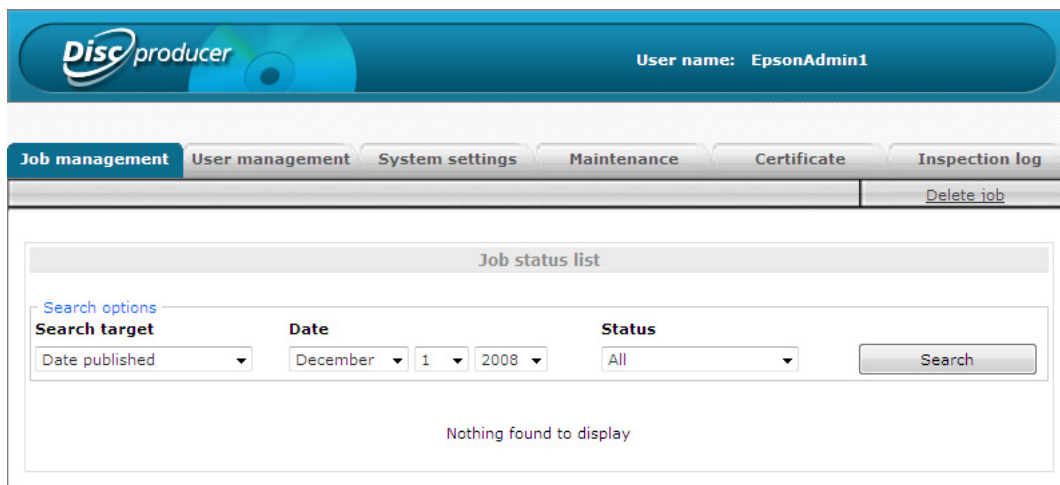 Disc producer
User name: EpsonAdmin1
Job management User management System settings Maintenance Certificate Inspection log
Delete job
Job status list
Search options
Search target Date Status
Date published December 1 2008 All Search
Nothing found to display